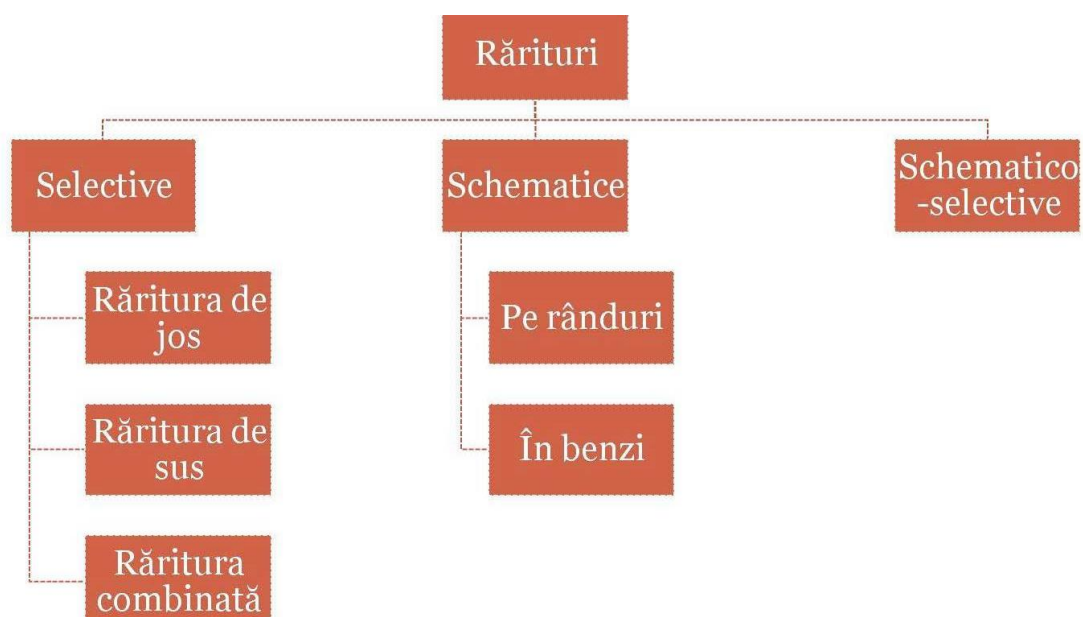 Rărituri
Selective
Schematice
Schematico
-selective
Răritura de
jos
Răritura de
sus
Răritura
combinată
Pe rânduri
În benzi